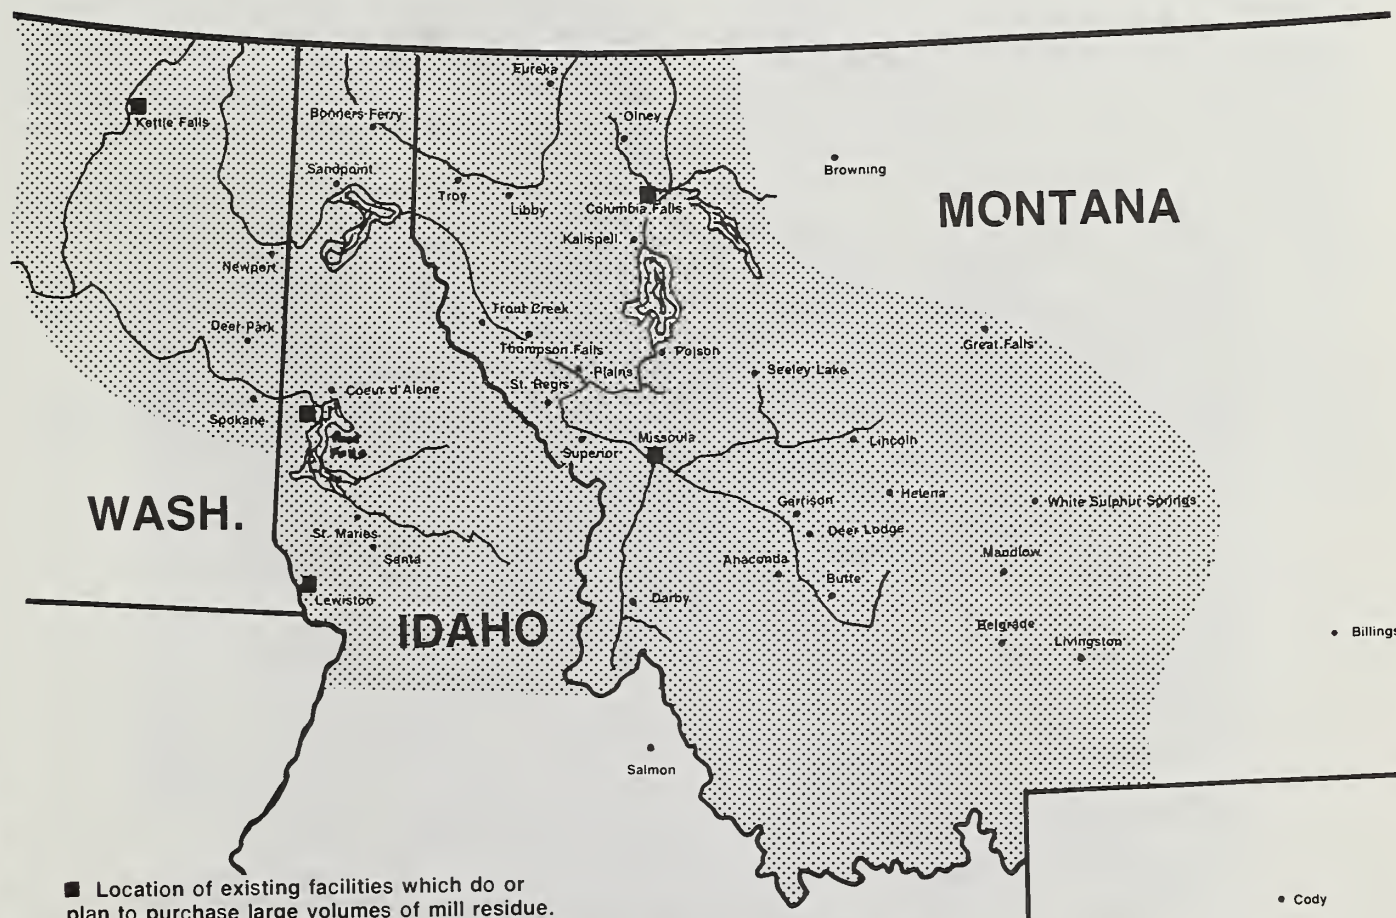 Eureka
Olney
Kettle Falls
Bonners Ferry
Browning
Sandpoint
Troy
Libby
Columbia Falls
MONTANA
Kalispell
Newport
Trout Creek
Deer Park
Great Falls
Thompson Falls
Polson
Plains
Seeley Lake
St. Regis
Coeur d'Alene
Spokane
Missoula
Lincoln
Superior
Helena
White Sulphur Springs
Garrison
WASH.
Deer Lodge
St. Maries
Santa
Maudlow
Anaconda
Butte
Lewiston
Darby
IDAHO
Belgrade
Livingston
Billings
Salmon
Location of existing facilities which do or
plan to purchase large volumes of mill residue.
Cody